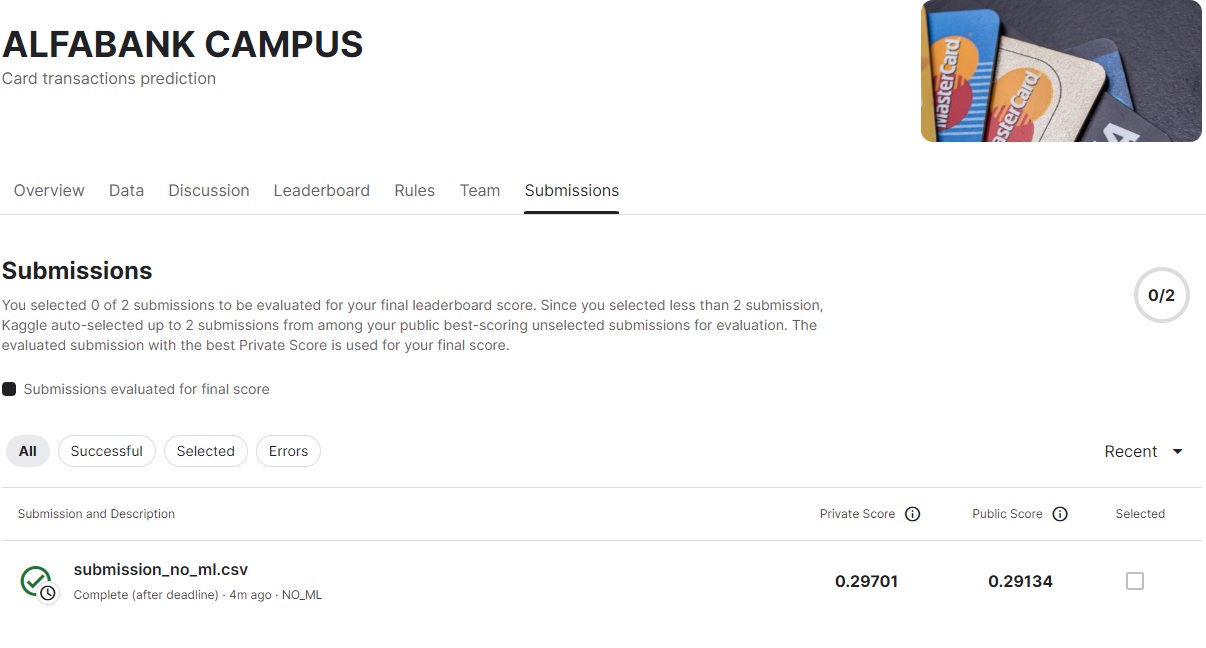 ALFABANK CAMPUS
Card transactions prediction
MasterCard
MasterCard
Overview Data Discussion Leaderboard Rules Team Submissions
Submissions
You selected 0 of 2 submissions to be evaluated for your final leaderboard score. Since you selected less than 2 submission,
Kaggle auto-selected up to 2 submissions from among your public best-scoring unselected submissions for evaluation. The
evaluated submission with the best Private Score is used for your final score.
0/2
Submissions evaluated for final score
All Successful Selected Errors
Recent
Submission and Description Private Score Public Score Selected
submission_no_ml.csv
Complete (after deadline) · 4m ago · NO_ML
0.29701 0.29134